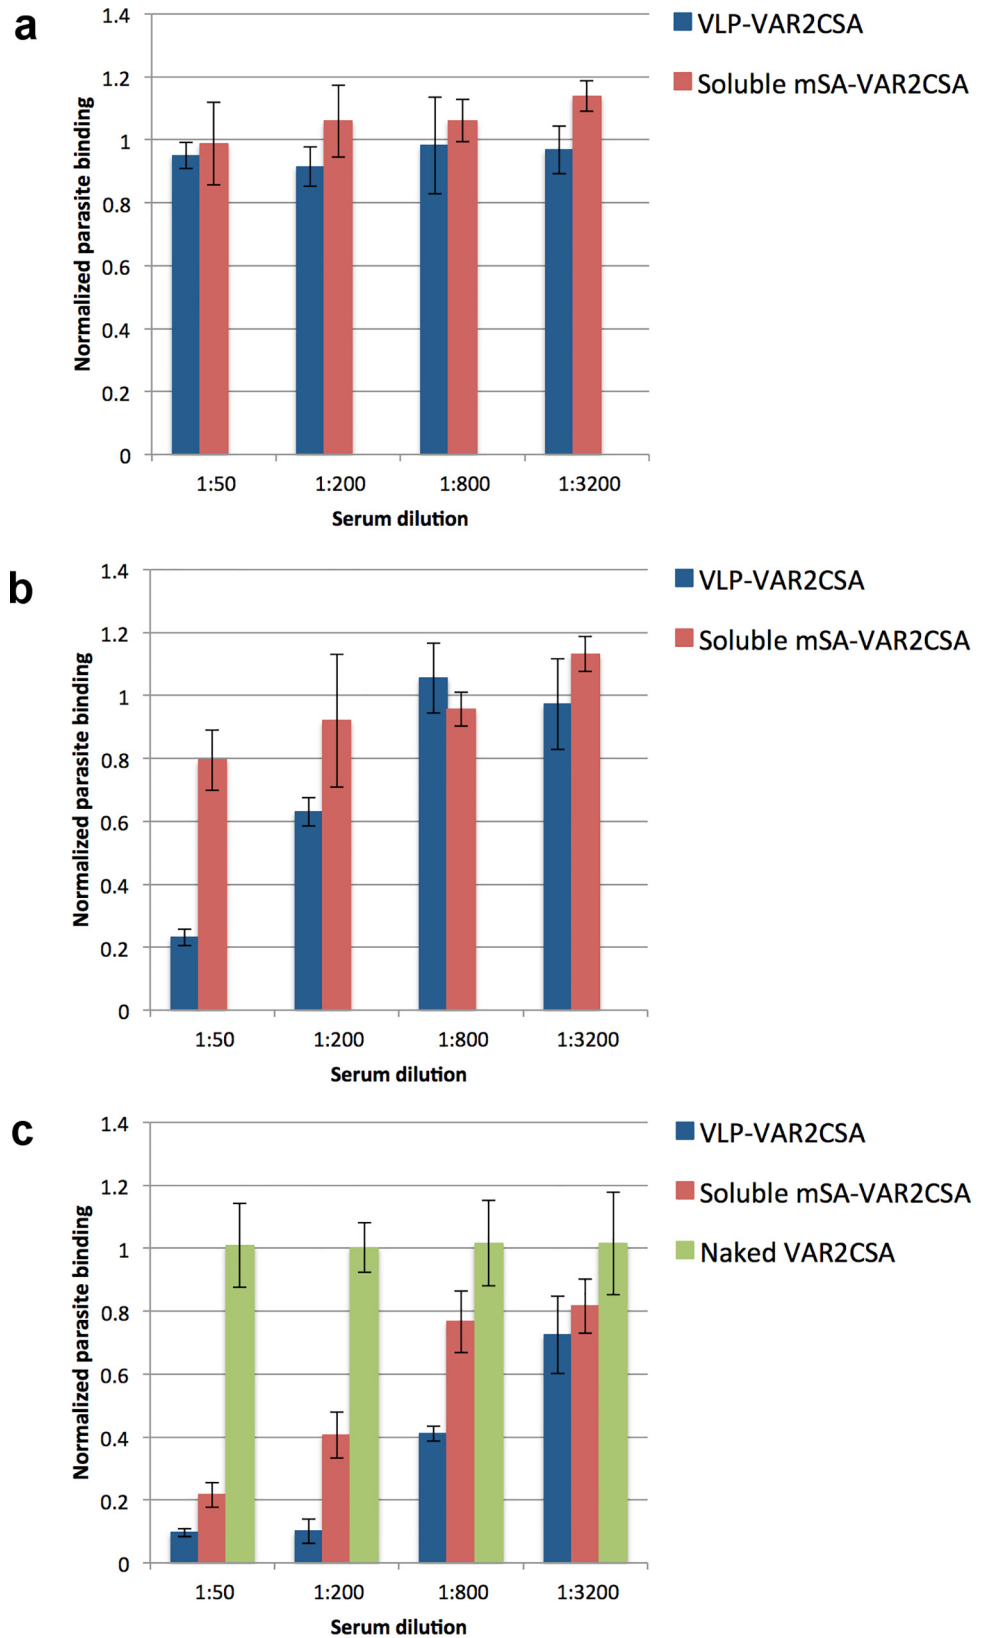 a
1.4
1.2
1
0.8
0.6
0.4
0.2
0
Normalized parasite binding
1:50 1:200 1:800 1:3200
Serum dilution
VLP-VAR2CSA
Soluble mSA-VAR2CSA
b
1.4
1.2
1
0.8
0.6
0.4
0.2
0
Normalized parasite binding
1:50 1:200 1:800 1:3200
Serum dilution
VLP-VAR2CSA
Soluble mSA-VAR2CSA
c
1.4
1.2
1
0.8
0.6
0.4
0.2
0
Normalized parasite binding
1:50 1:200 1:800 1:3200
Serum dilution
VLP-VAR2CSA
Soluble mSA-VAR2CSA
Naked VAR2CSA